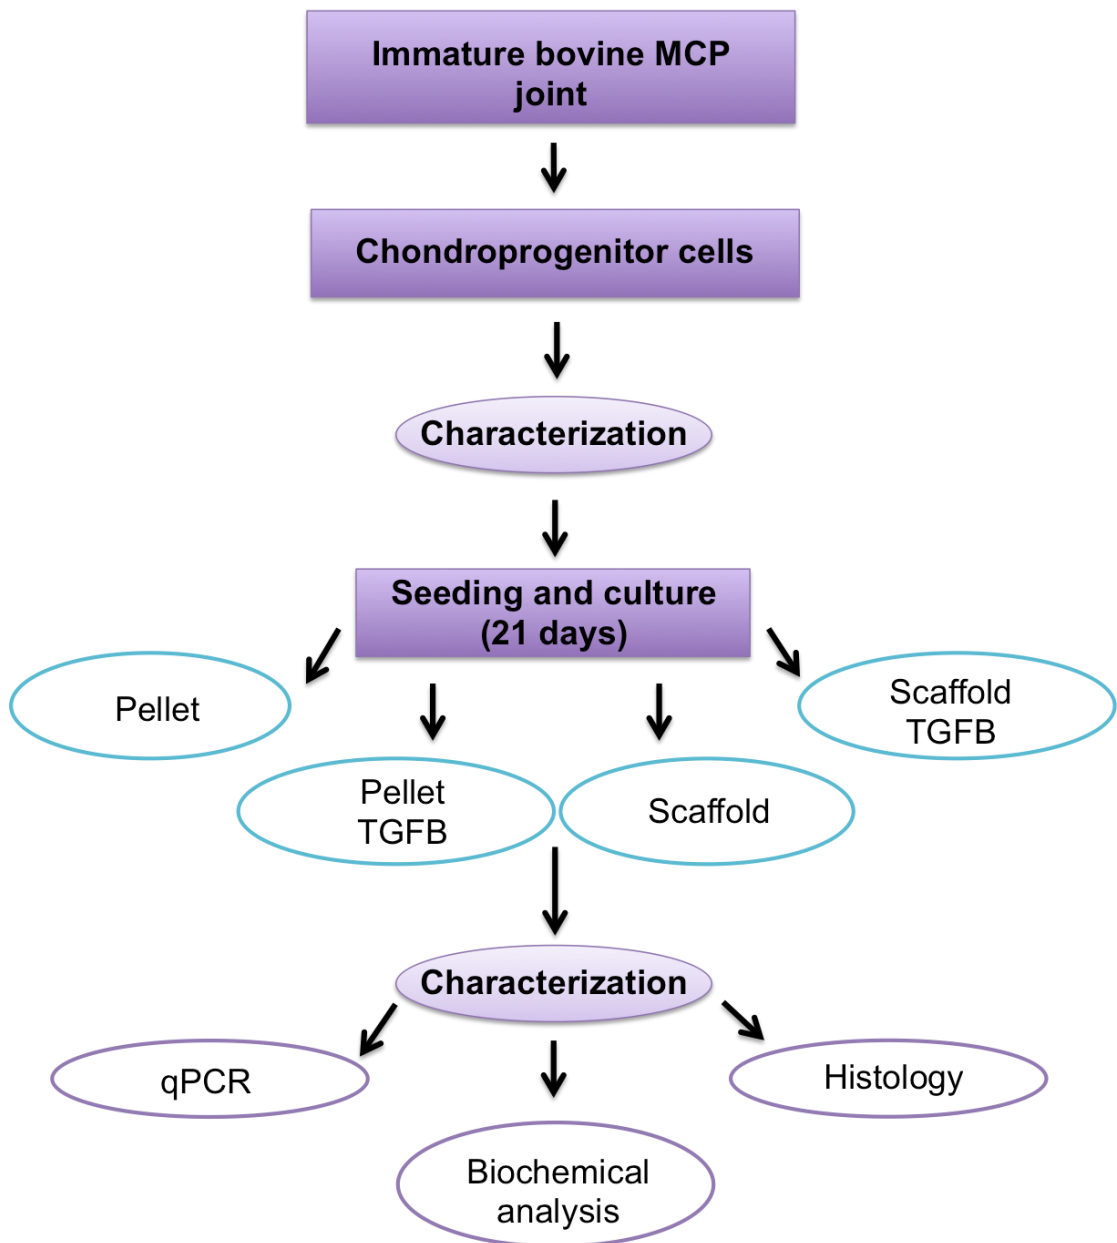 Immature bovine MCP
joint
Chondroprogenitor cells
Characterization
Seeding and culture
(21 days)
Pellet
Scaffold
TGFB
Pellet
TGFB
Scaffold
Characterization
qPCR
Histology
Biochemical
analysis